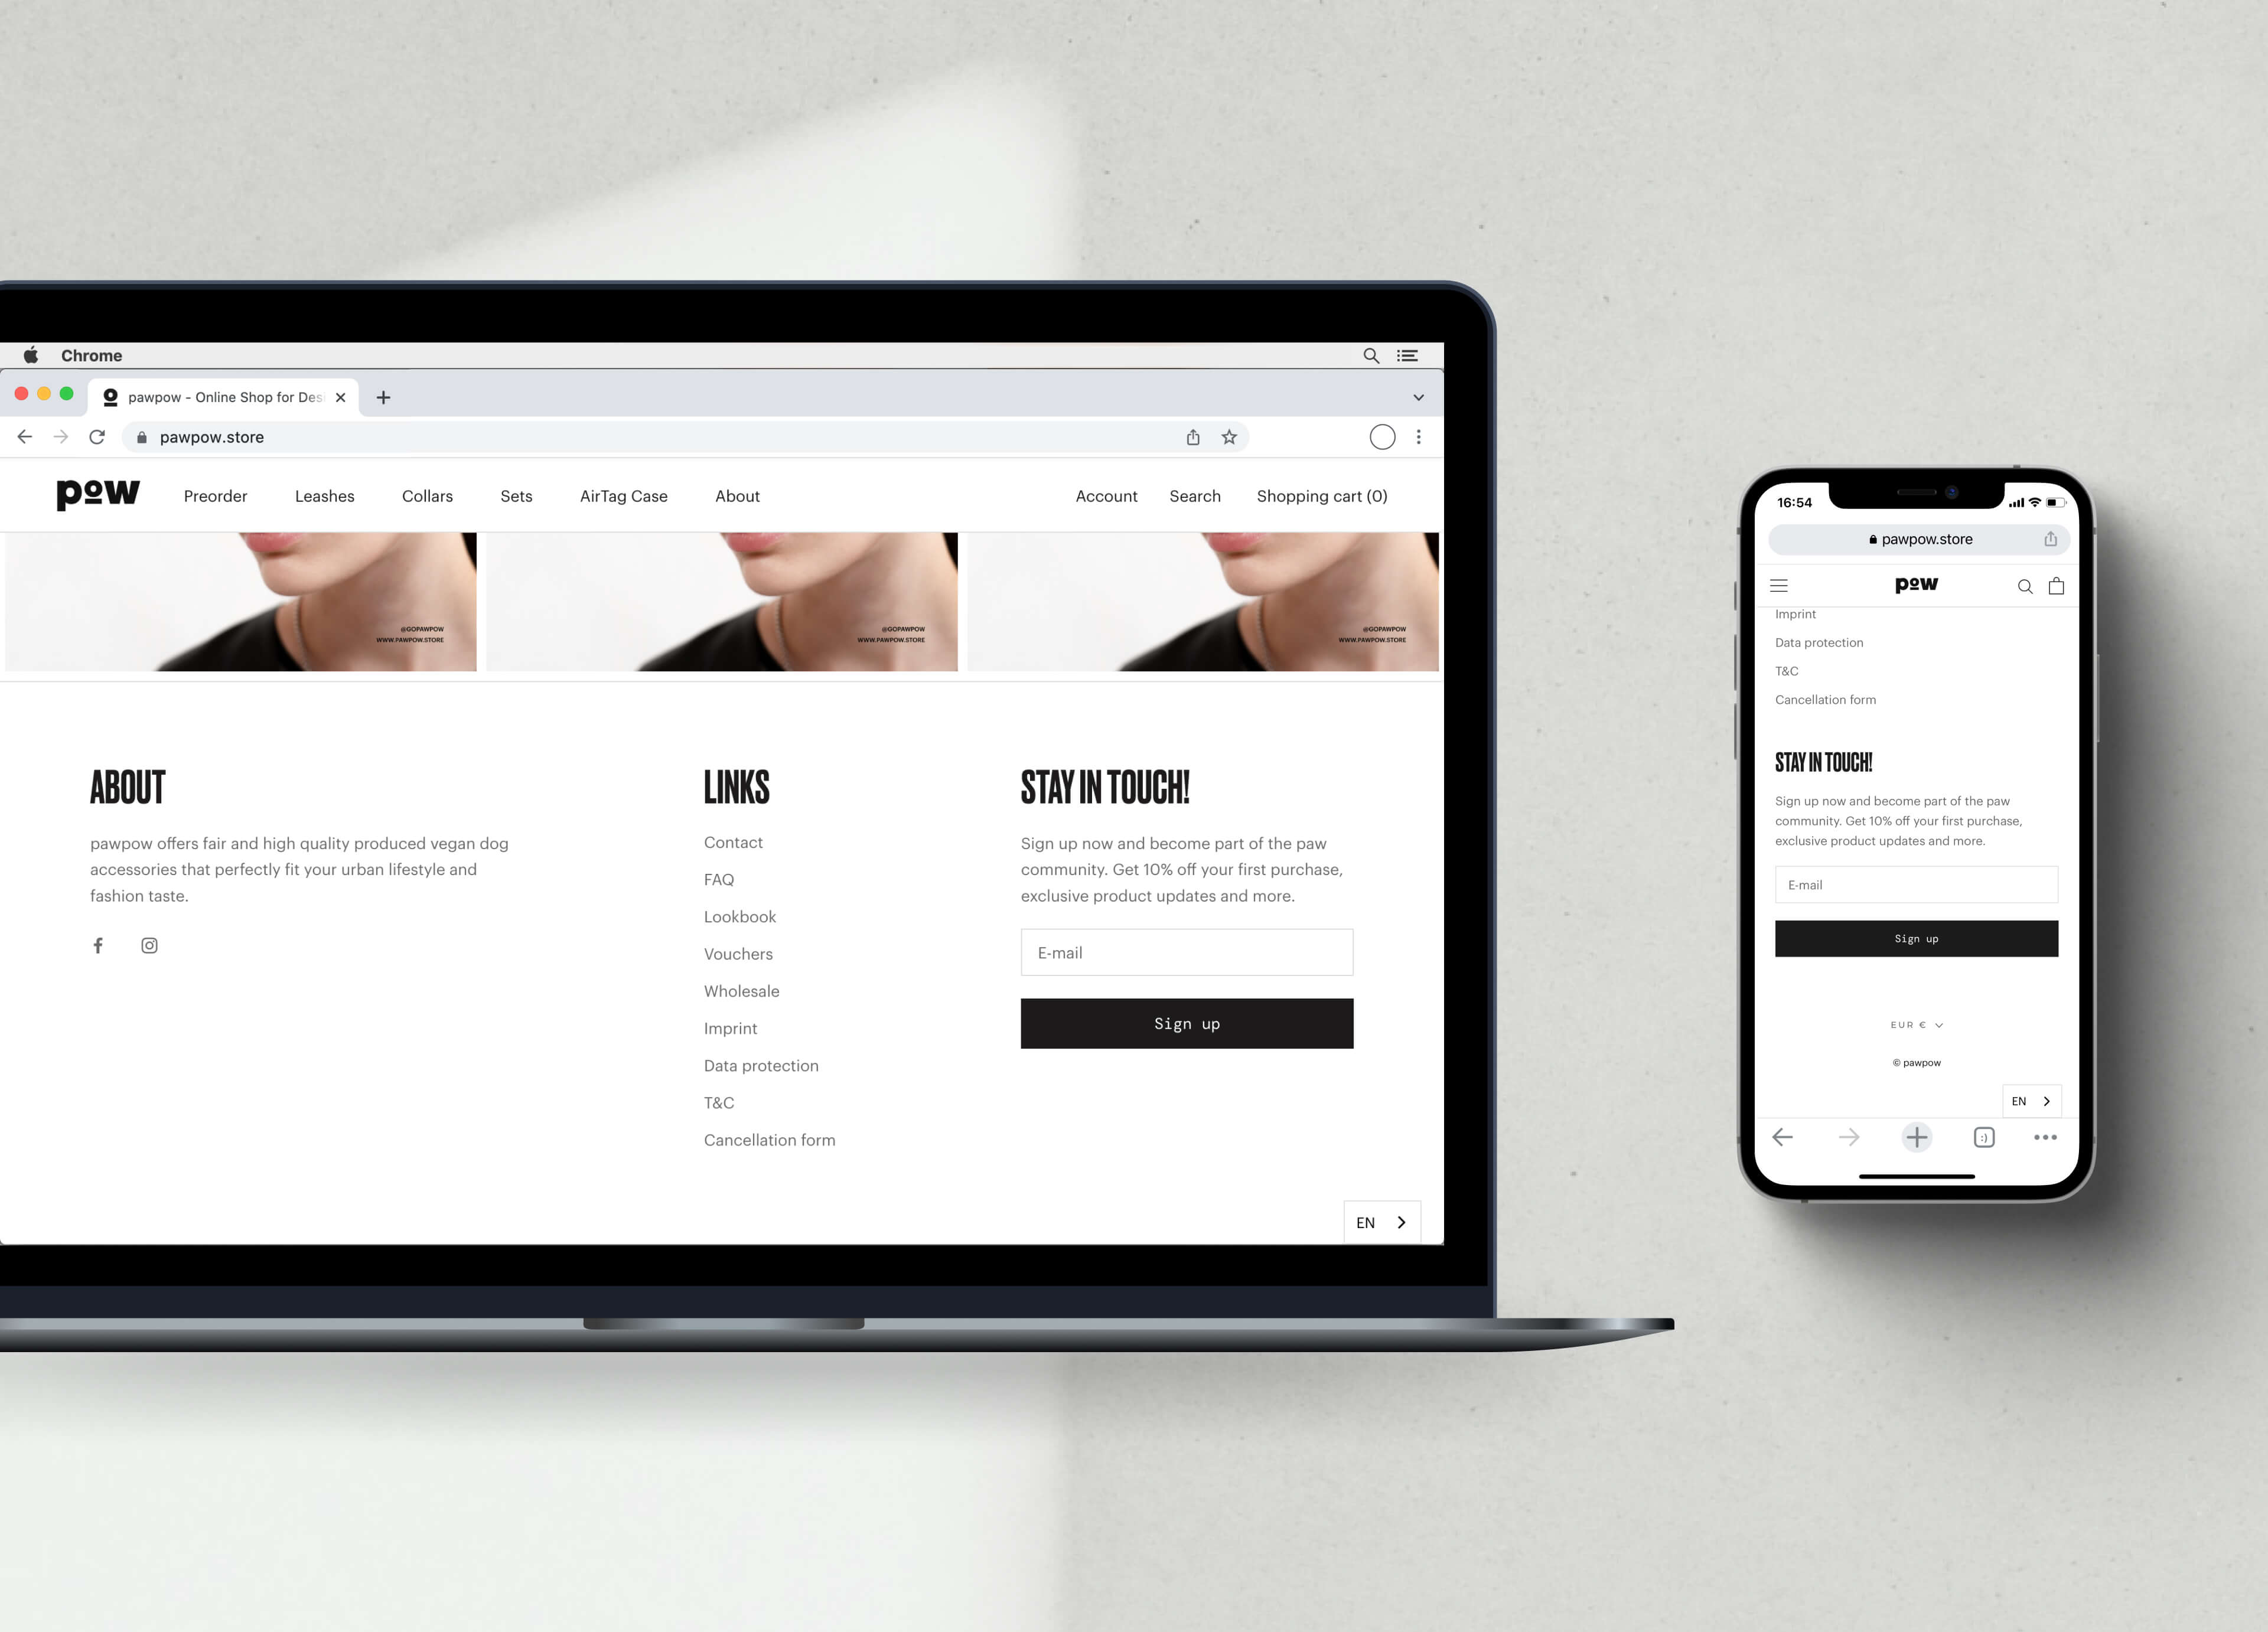 Chrome
pawpow - Online Shop for Des
pawpow.store
pow
Preorder
Leashes
Collars
Sets
AirTag Case
About
Account
Search
Shopping cart (0)
@GOPAWPOW
WWW.PAWPOW.STORE
@GOPAWPOW
WWW.PAWPOW.STORE
@GOPAWPOW
WWW.PAWPOW.STORE
ABOUT
pawpow offers fair and high quality produced vegan dog
accessories that perfectly fit your urban lifestyle and
fashion taste.
LINKS
Contact
FAQ
Lookbook
Vouchers
Wholesale
Imprint
Data protection
T&C
Cancellation form
STAY IN TOUCH!
Sign up now and become part of the paw
community. Get 10% off your first purchase,
exclusive product updates and more.
E-mail
Sign up
EN
16:54
pawpow.store
pow
Imprint
Data protection
T&C
Cancellation form
STAY IN TOUCH!
Sign up now and become part of the paw
community. Get 10% off your first purchase,
exclusive product updates and more.
E-mail
Sign up
EUR €
© pawpow
EN
:)